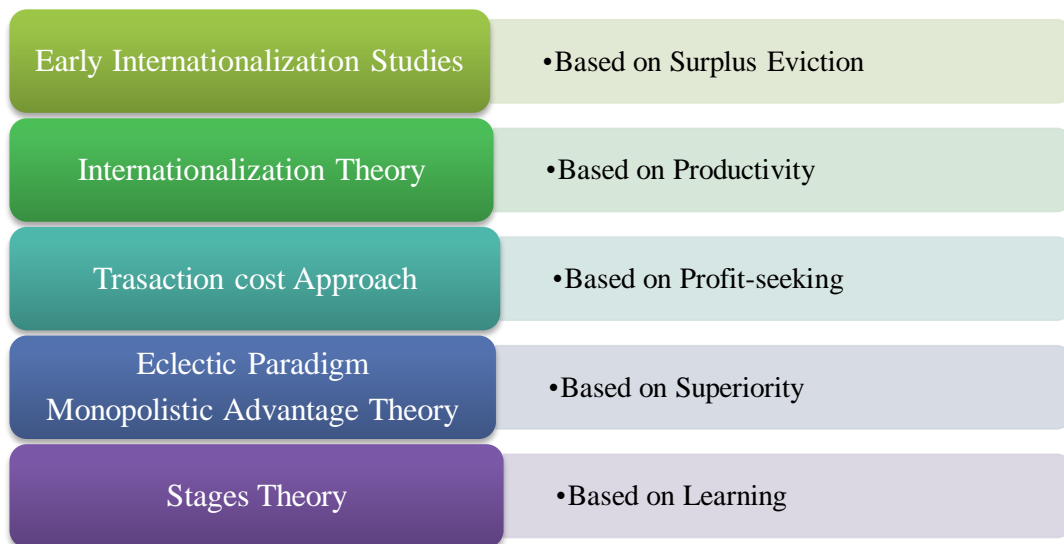 Early Internationalization Studies
•Based on Surplus Eviction
Internationalization Theory
•Based on Productivity
Trasaction cost Approach
•Based on Profit-seeking
Eclectic Paradigm
Monopolistic Advantage Theory
•Based on Superiority
Stages Theory
•Based on Learning